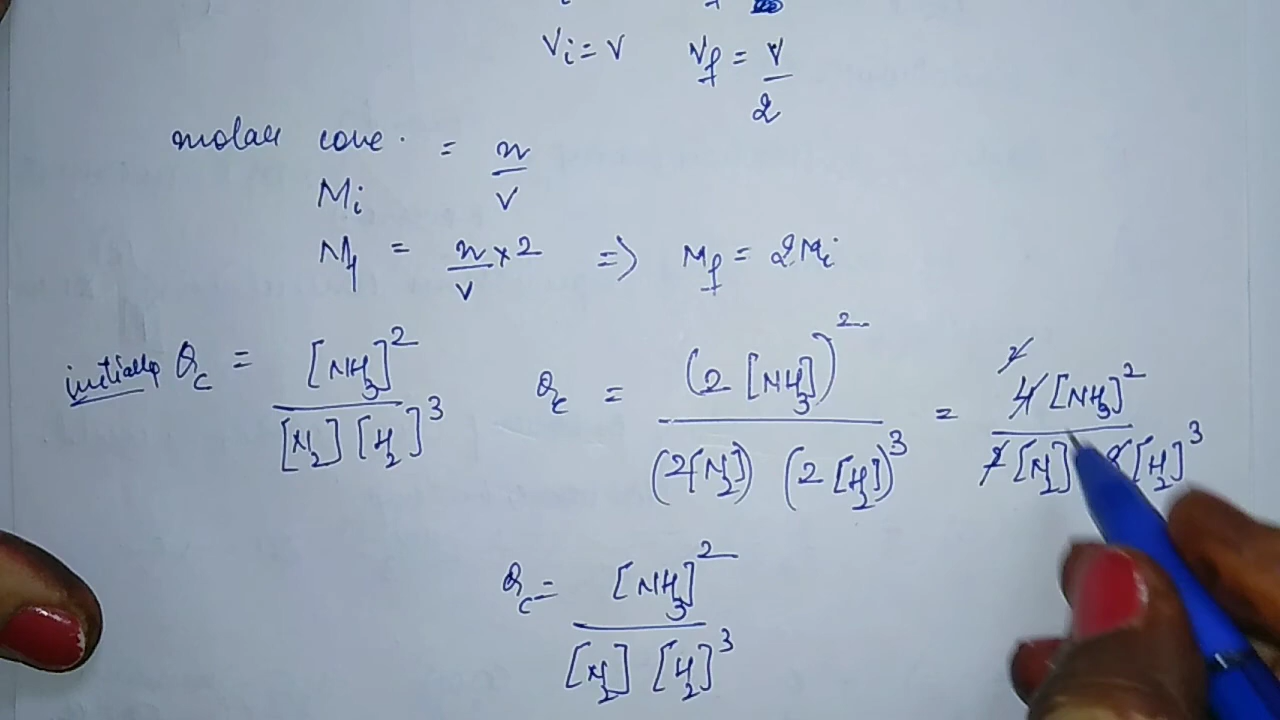 Vi = V Vf = V/2
molar conc. = n/V
Mi
Mf = n/V × 2 ⇒ Mf = 2Mi
initially Qc = [NH3]^2 / [N2] [H2]^3 Qc = (2 [NH3])^2 / (2[N2]) (2 [H2])^3 = 4 [NH3]^2 / 2 [N2] [H2]^3
Qc = [NH3]^2 / [N2] [H2]^3